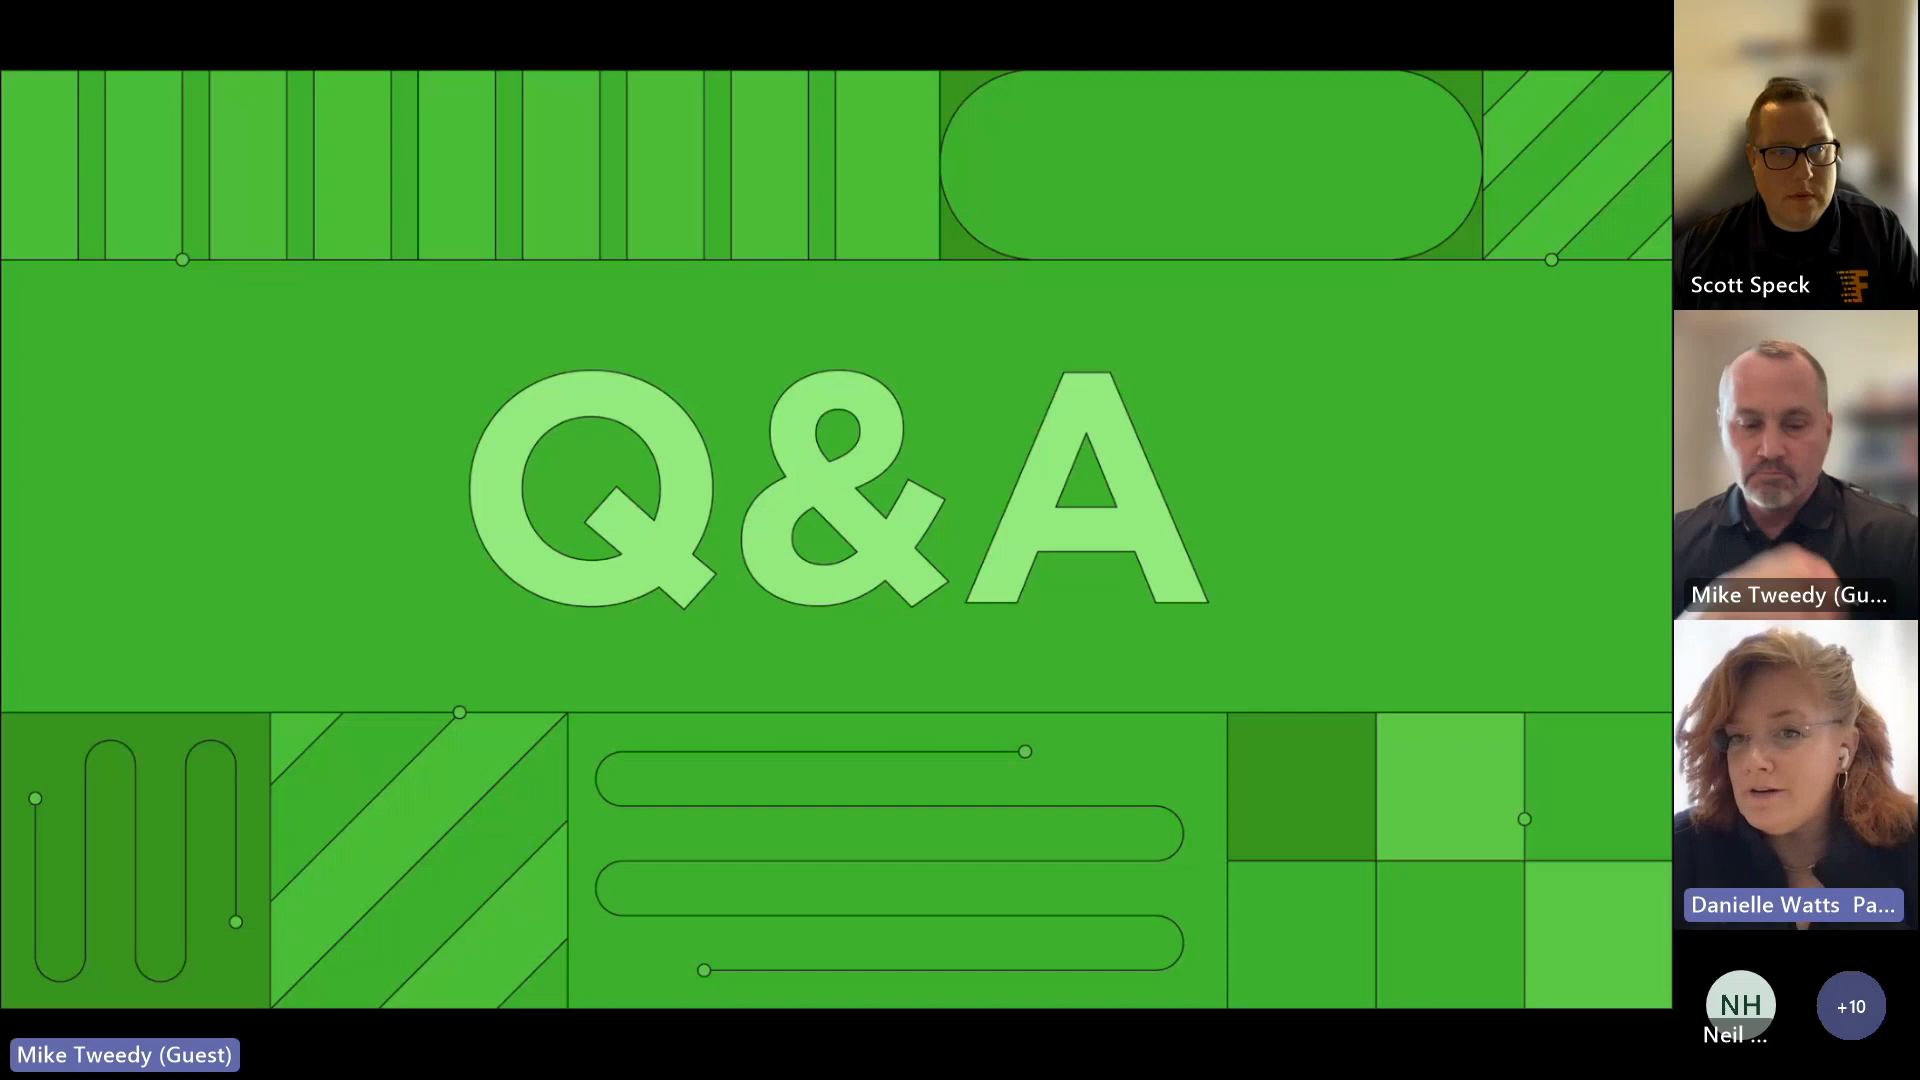 Q&A
Scott Speck
Mike Tweedy (Gu...
Danielle Watts Pa...
NH
Neil ...
+10
Mike Tweedy (Guest)